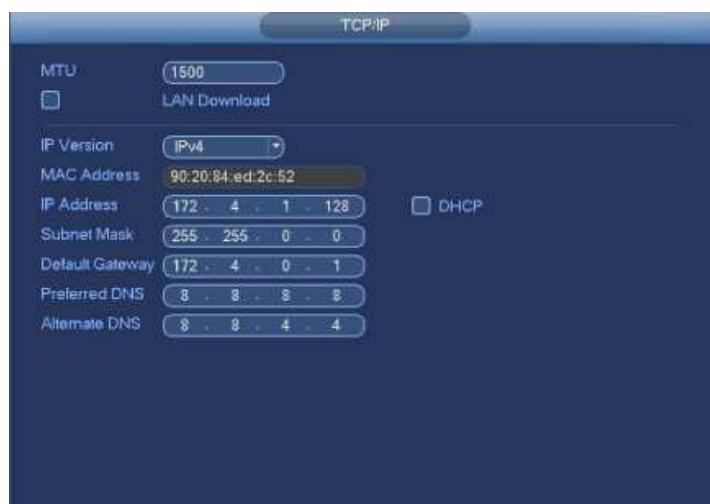 TCP/IP
MTU 1500
LAN Download
IP Version IPv4
MAC Address 90:20:84:ed:2c:52
IP Address 172 . 4 . 1 . 128 DHCP
Subnet Mask 255 . 255 . 0 . 0
Default Gateway 172 . 4 . 0 . 1
Preferred DNS 8 . 8 . 8 . 8
Alternate DNS 8 . 8 . 4 . 4